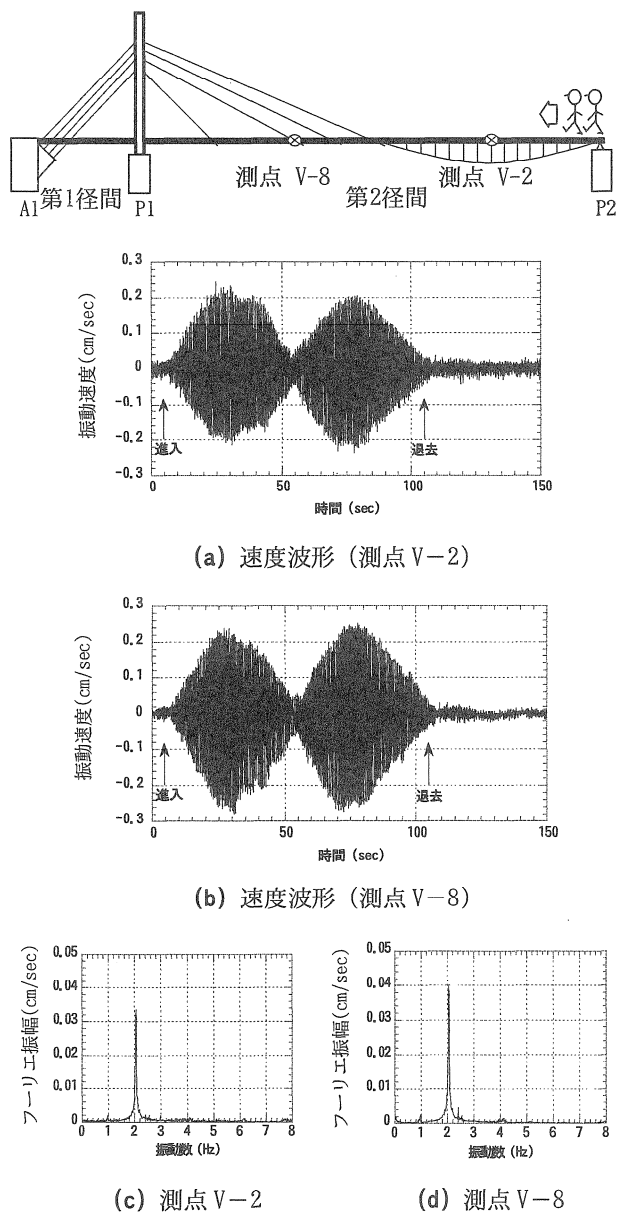 測点 V-8
測点 V-2
A1
第1径間
P1
第2径間
P2
振動速度(cm/sec)
0.3
0.2
0.1
0
-0.1
-0.2
-0.3
進入
退去
0
50
100
150
時間 (sec)
(a) 速度波形 (測点 V-2)
振動速度(cm/sec)
0.3
0.2
0.1
0
-0.1
-0.2
-0.3
進入
退去
0
50
100
150
時間 (sec)
(b) 速度波形 (測点 V-8)
フーリエ振幅(cm/sec)
0.05
0.04
0.03
0.02
0.01
0
0 1 2 3 4 5 6 7 8
振動数 (Hz)
(c) 測点 V-2
フーリエ振幅(cm/sec)
0.05
0.04
0.03
0.02
0.01
0
0 1 2 3 4 5 6 7 8
振動数 (Hz)
(d) 測点 V-8